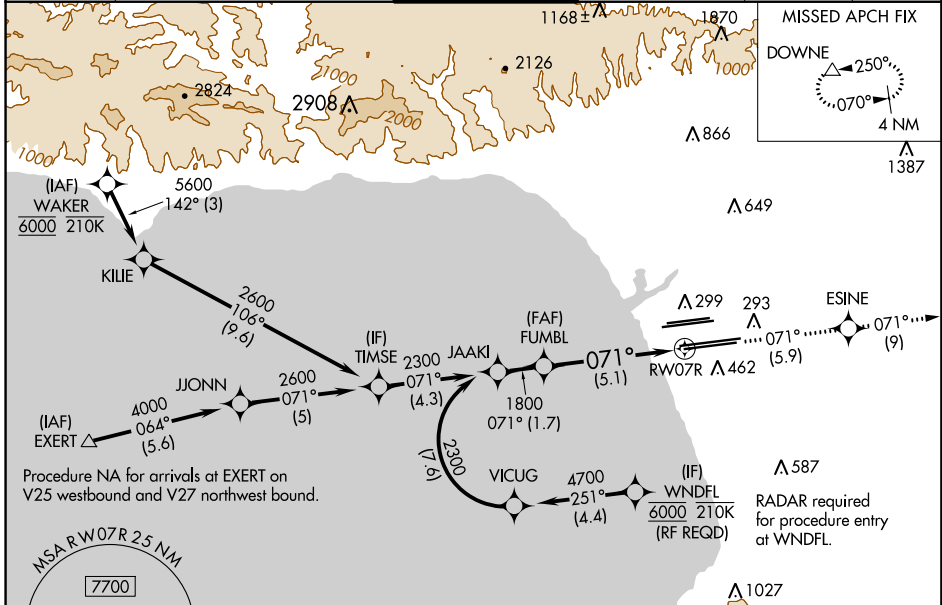 1168 ±
1870
MISSED APCH FIX
DOWNE
250°
070°
4 NM
1000
2126
1000
2824
2908
2000
866
1000
1387
(IAF)
WAKER
6000 210K
5600
142° (3)
649
KILIE
2600
106°
(9.6)
299
293
ESINE
(FAF)
FUMBL
(IF)
TIMSE
JAAKI
2300
071°
(4.3)
071°
(5.1)
RW07R
462
071°
(5.9)
071°
(9)
JJONN
2600
071°
(5)
1800
071° (1.7)
(IAF)
EXERT
4000
064°
(5.6)
2300
(7.6)
Procedure NA for arrivals at EXERT on
V25 westbound and V27 northwest bound.
VICUG
4700
251°
(4.4)
(IF)
WNDFL
6000 210K
(RF REQD)
587
RADAR required
for procedure entry
at WNDFL.
MSA RW07R 25 NM
7700
1027